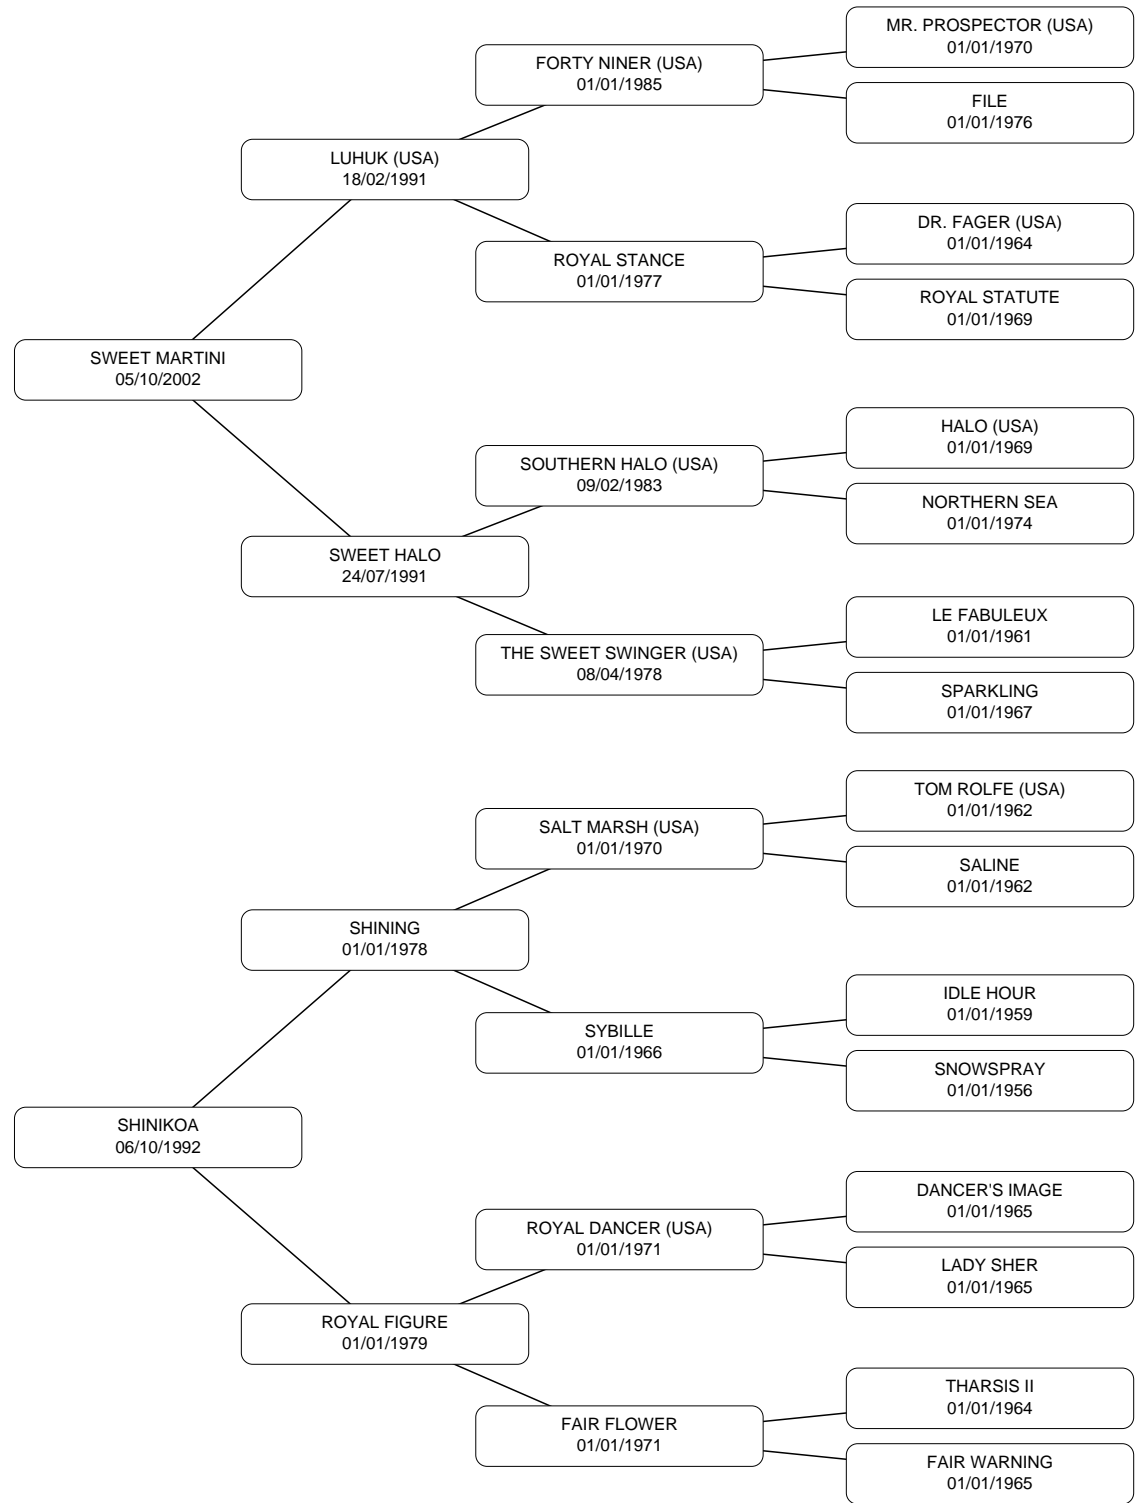 MR. PROSPECTOR (USA)
01/01/1970
FORTY NINER (USA)
01/01/1985
FILE
01/01/1976
LUHUK (USA)
18/02/1991
DR. FAGER (USA)
01/01/1964
ROYAL STANCE
01/01/1977
ROYAL STATUTE
01/01/1969
SWEET MARTINI
05/10/2002
HALO (USA)
01/01/1969
SOUTHERN HALO (USA)
09/02/1983
NORTHERN SEA
01/01/1974
SWEET HALO
24/07/1991
LE FABULEUX
01/01/1961
THE SWEET SWINGER (USA)
08/04/1978
SPARKLING
01/01/1967
TOM ROLFE (USA)
01/01/1962
SALT MARSH (USA)
01/01/1970
SALINE
01/01/1962
SHINING
01/01/1978
IDLE HOUR
01/01/1959
SYBILLE
01/01/1966
SNOWSPRAY
01/01/1956
SHINIKOA
06/10/1992
DANCER'S IMAGE
01/01/1965
ROYAL DANCER (USA)
01/01/1971
LADY SHER
01/01/1965
ROYAL FIGURE
01/01/1979
THARSIS II
01/01/1964
FAIR FLOWER
01/01/1971
FAIR WARNING
01/01/1965